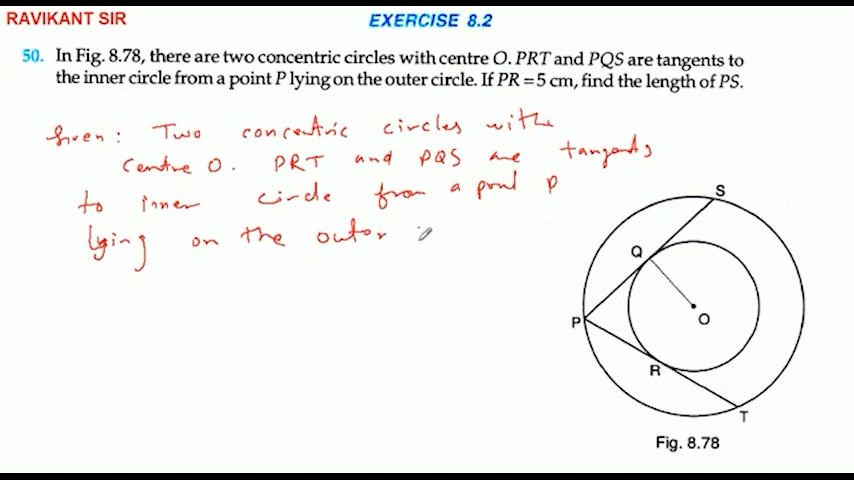 RAVIKANT SIR
EXERCISE 8.2
50. In Fig. 8.78, there are two concentric circles with centre O. PRT and PQS are tangents to
the inner circle from a point P lying on the outer circle. If PR = 5 cm, find the length of PS.
Given: Two concentric circles with
Centre O. PRT and PQS are tangents
to inner circle from a P
lying on the outor
S
Q
P
O
R
T
Fig. 8.78